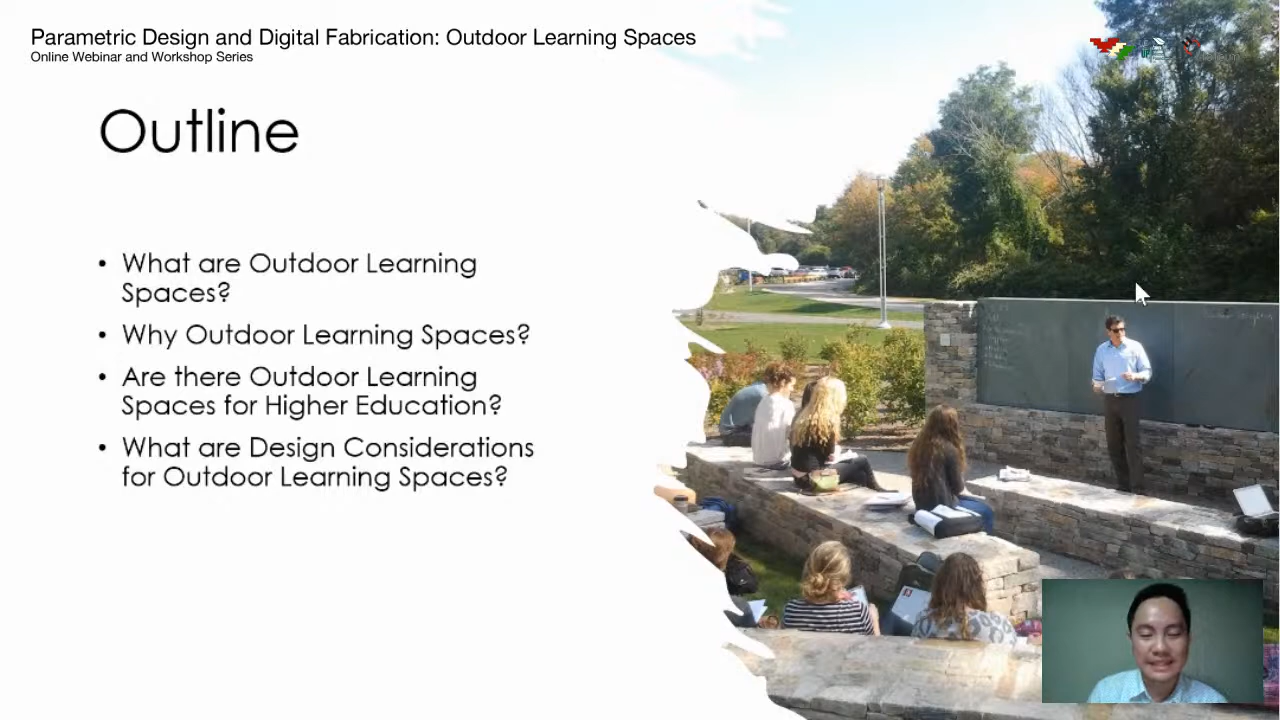 Parametric Design and Digital Fabrication: Outdoor Learning Spaces
Online Webinar and Workshop Series
Outline
• What are Outdoor Learning
Spaces?
• Why Outdoor Learning Spaces?
• Are there Outdoor Learning
Spaces for Higher Education?
• What are Design Considerations
for Outdoor Learning Spaces?